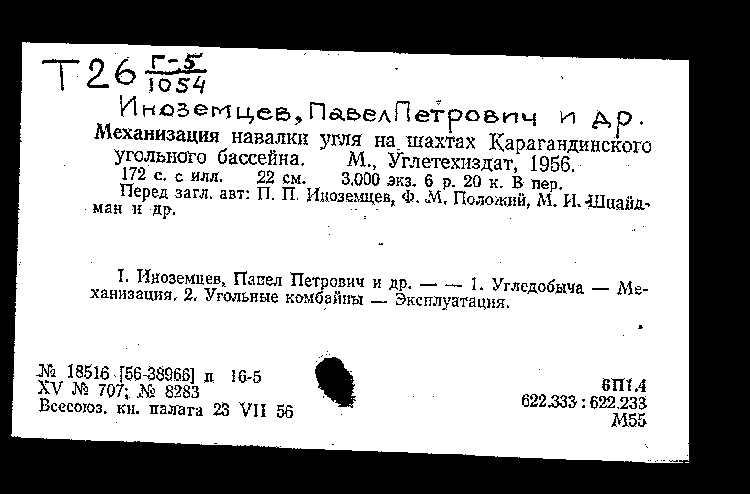 Т26 Г-5/1054
Иноземцев, Павел Петрович и др.
Механизация навалки угля на шахтах Карагандинского
угольного бассейна. М., Углетехиздат, 1956.
172 с. с илл. 22 см. 3.000 экз. 6 р. 20 к. В пер.
Перед загл. авт: П. П. Иноземцев, Ф. М. Положий, М. И. Шнайд-
ман и др.
I. Иноземцев, Павел Петрович и др. — — 1. Угледобыча — Ме-
ханизация. 2. Угольные комбайны — Эксплуатация.
№ 18516 [56-38966] п 16-5
XV № 707; № 8283
Всесоюз. кн. палата 23 VII 56
6П1.4
622.333 : 622.233
М55